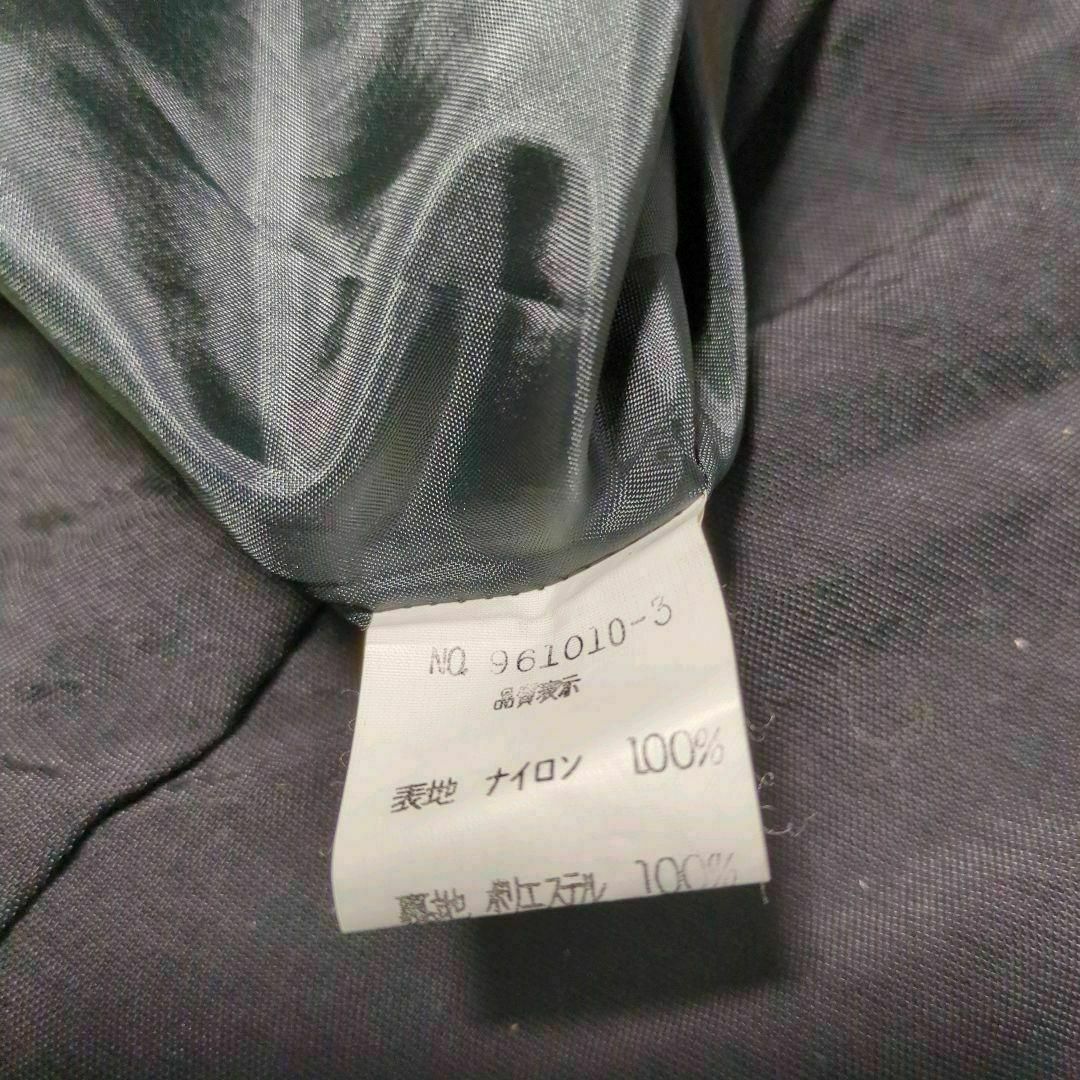 NO. 961010-3
品質表示
表地 ナイロン 100%
裏地 ポリエステル 100%